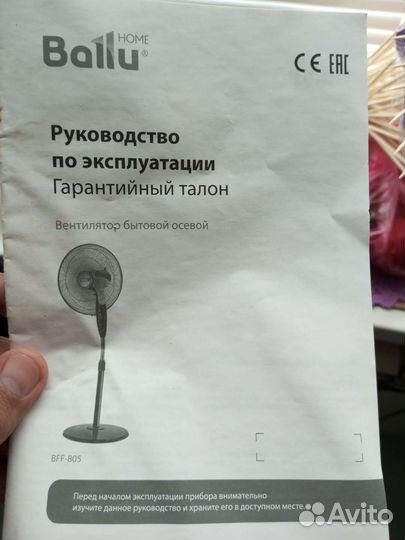 HOME
Ballu®
CE EAC
Руководство
по эксплуатации
Гарантийный талон
Вентилятор бытовой осевой
BFF-805
Перед началом эксплуатации прибора внимательно
изучите данное руководство и храните его в доступном месте.
Avito